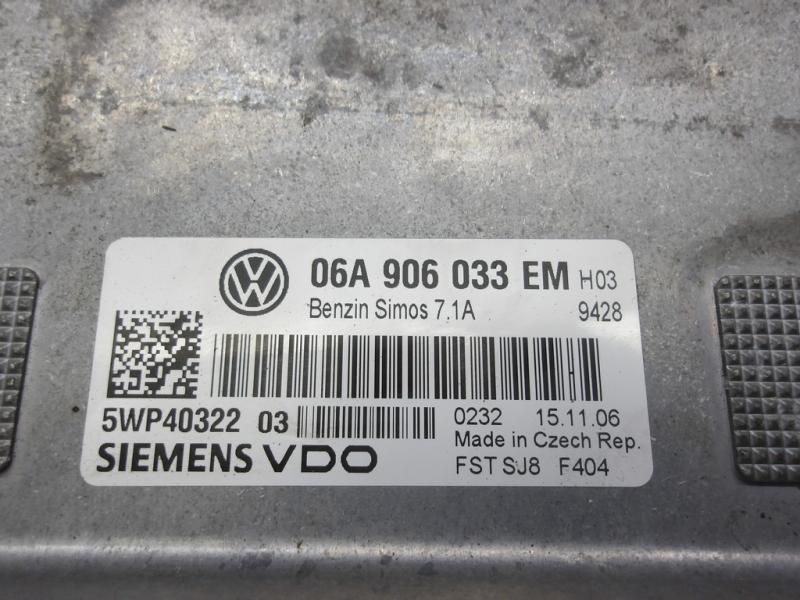 06A 906 033 EM H03
Benzin Simos 7.1A 9428
5WP40322 03 0232 15.11.06
Made in Czech Rep.
SIEMENS VDO FST SJ8 F404